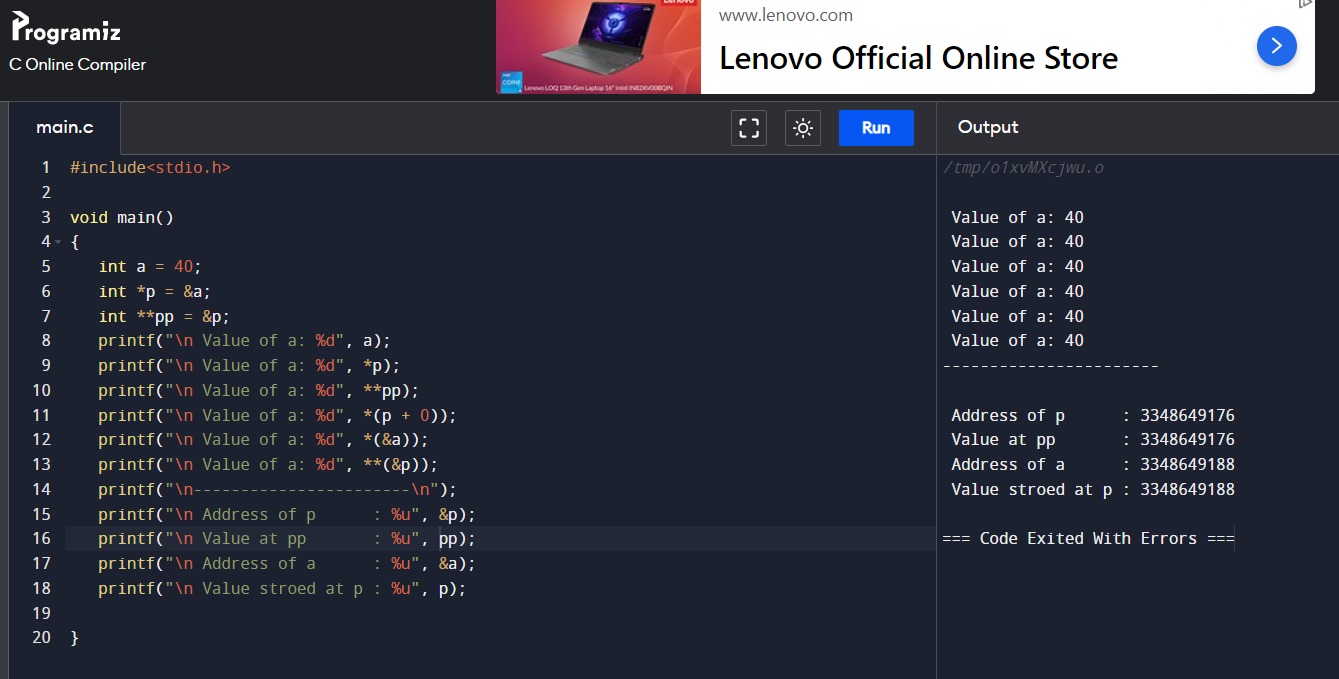 Programiz
C Online Compiler
Lenovo
intel
CORE
Lenovo LOQ 13th Gen Laptop 16" Intel IN82XV00BQIN
www.lenovo.com
Lenovo Official Online Store
main.c
Run
Output
1 #include<stdio.h>
2
3 void main()
4 {
5 int a = 40;
6 int *p = &a;
7 int **pp = &p;
8 printf("\n Value of a: %d", a);
9 printf("\n Value of a: %d", *p);
10 printf("\n Value of a: %d", **pp);
11 printf("\n Value of a: %d", *(p + 0));
12 printf("\n Value of a: %d", *(&a));
13 printf("\n Value of a: %d", **(&p));
14 printf("\n-----------------------\n");
15 printf("\n Address of p      : %u", &p);
16 printf("\n Value at pp       : %u", pp);
17 printf("\n Address of a      : %u", &a);
18 printf("\n Value stroed at p : %u", p);
19
20 }
/tmp/o1xvMXcjwu.o
Value of a: 40
Value of a: 40
Value of a: 40
Value of a: 40
Value of a: 40
Value of a: 40
-----------------------
Address of p      : 3348649176
Value at pp       : 3348649176
Address of a      : 3348649188
Value stroed at p : 3348649188
=== Code Exited With Errors ===